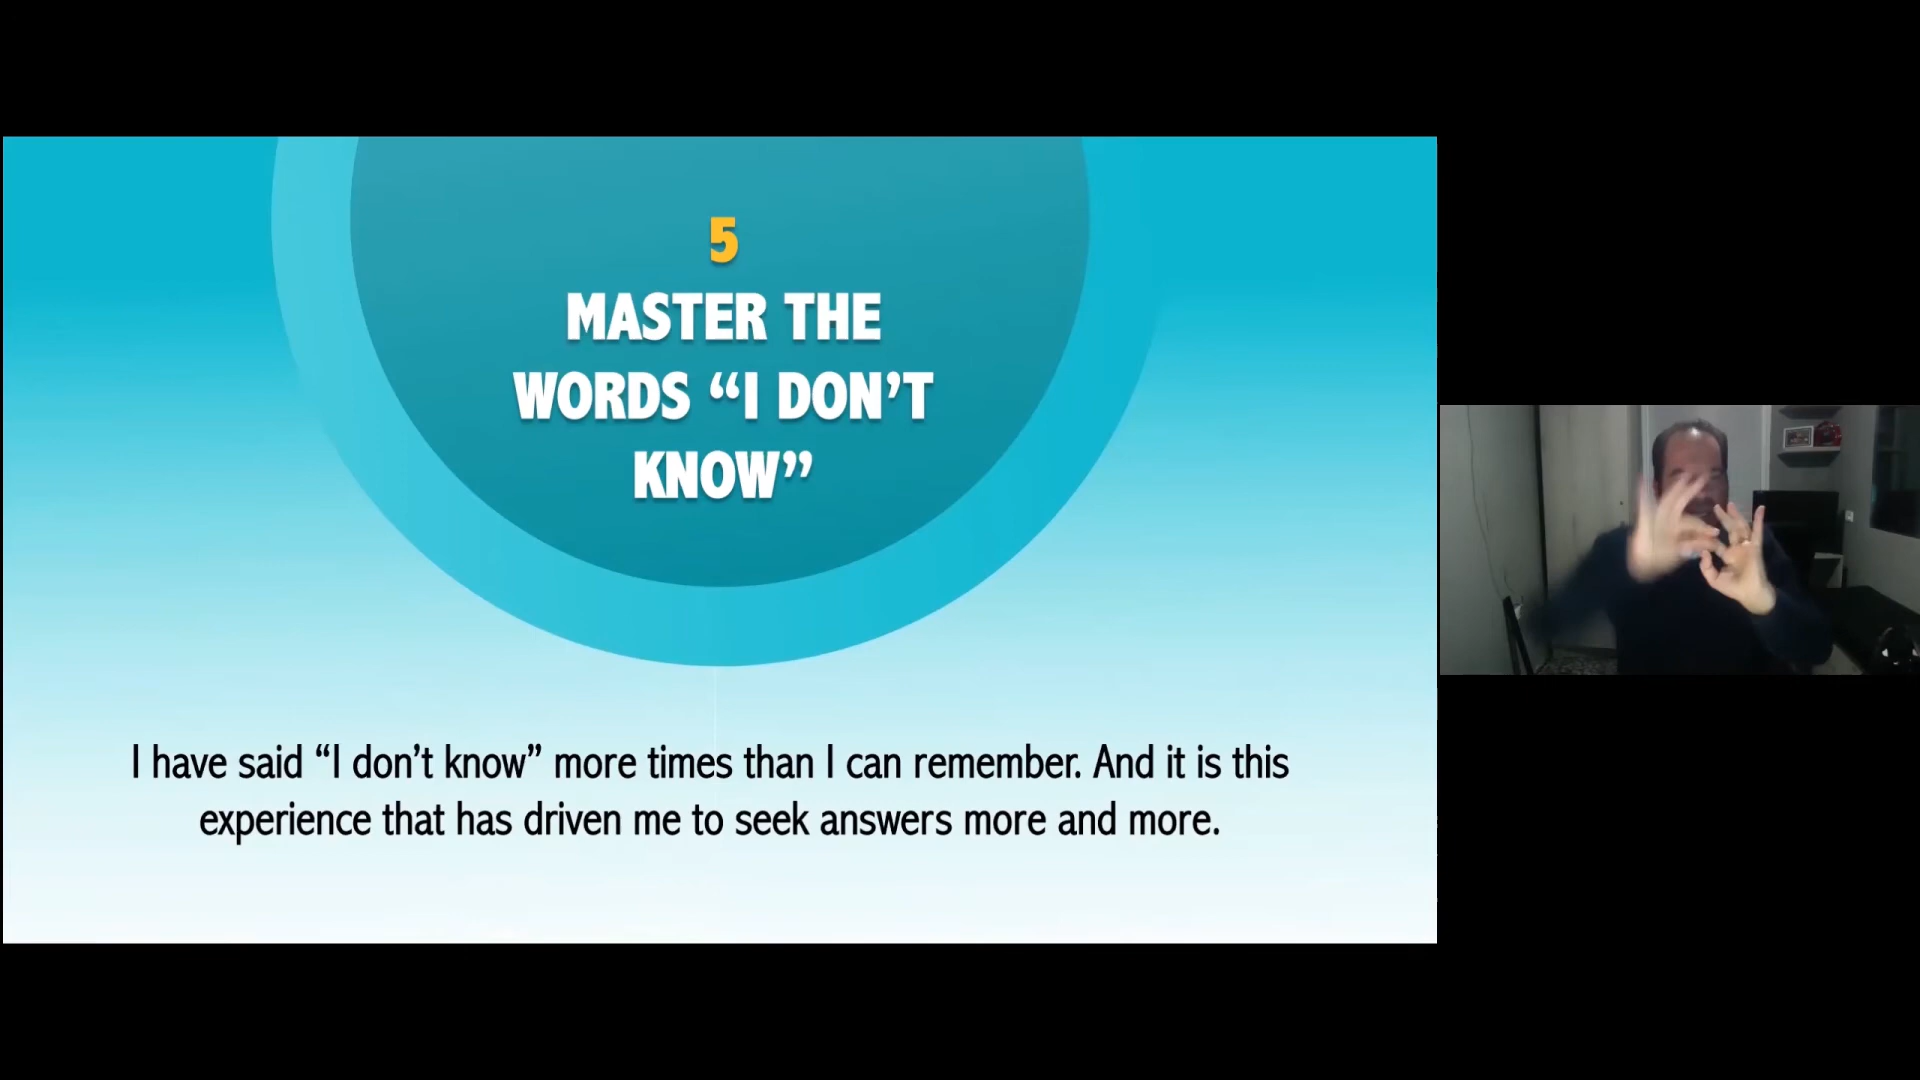 5
MASTER THE
WORDS “I DON’T
KNOW”
I have said “I don’t know” more times than I can remember. And it is this
experience that has driven me to seek answers more and more.